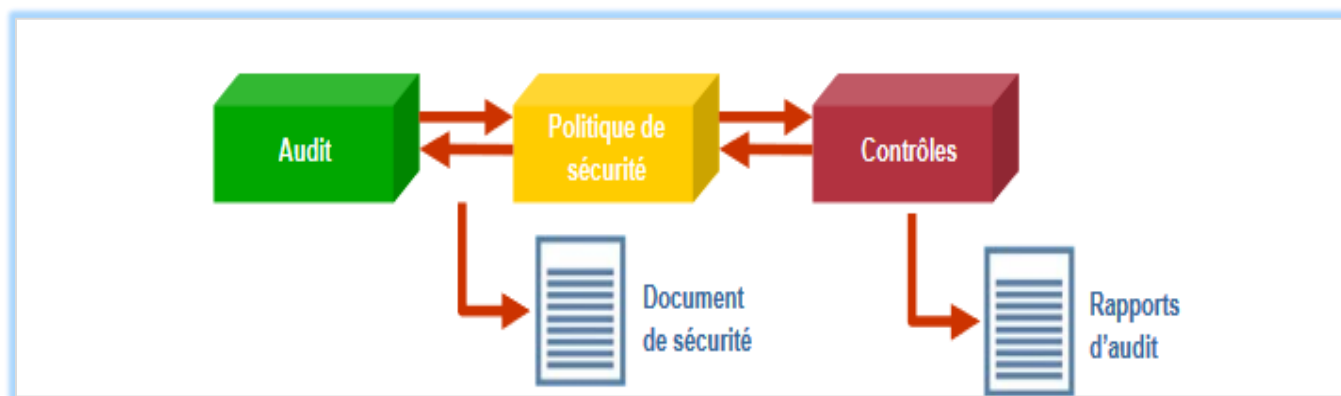 Audit
Politique de
sécurité
Contrôles
Document
de sécurité
Rapports
d'audit